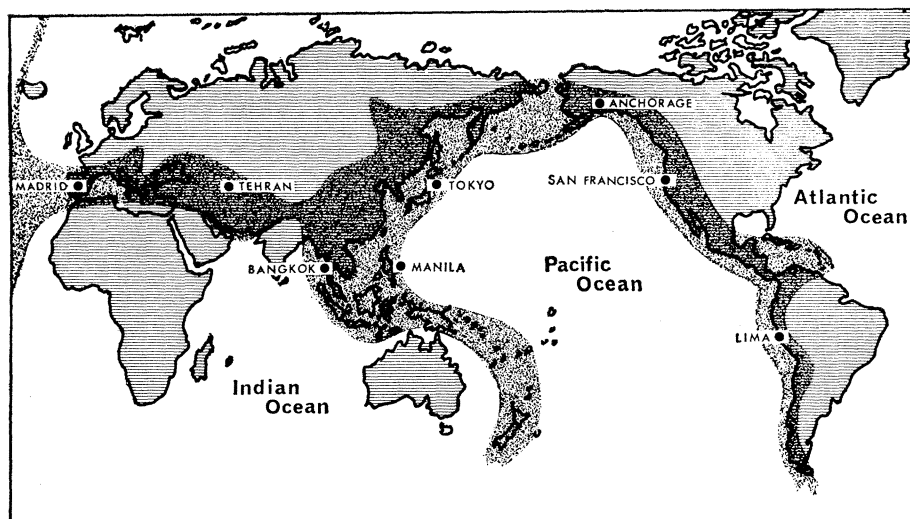 ANCHORAGE
MADRID
TEHRAN
TOKYO
SAN FRANCISCO
Atlantic
Ocean
BANGKOK
MANILA
Pacific
Ocean
LIMA
Indian
Ocean